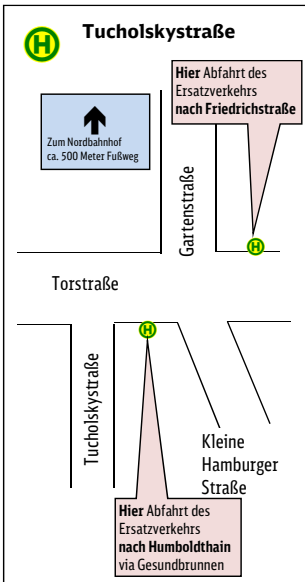 H
Tucholskystraße
Hier Abfahrt des
Ersatzverkehrs
nach Friedrichstraße
Zum Nordbahnhof
ca. 500 Meter Fußweg
Gartenstraße
H
Torstraße
H
Tucholskystraße
Kleine
Hamburger
Straße
Hier Abfahrt des
Ersatzverkehrs
nach Humboldthain
via Gesundbrunnen